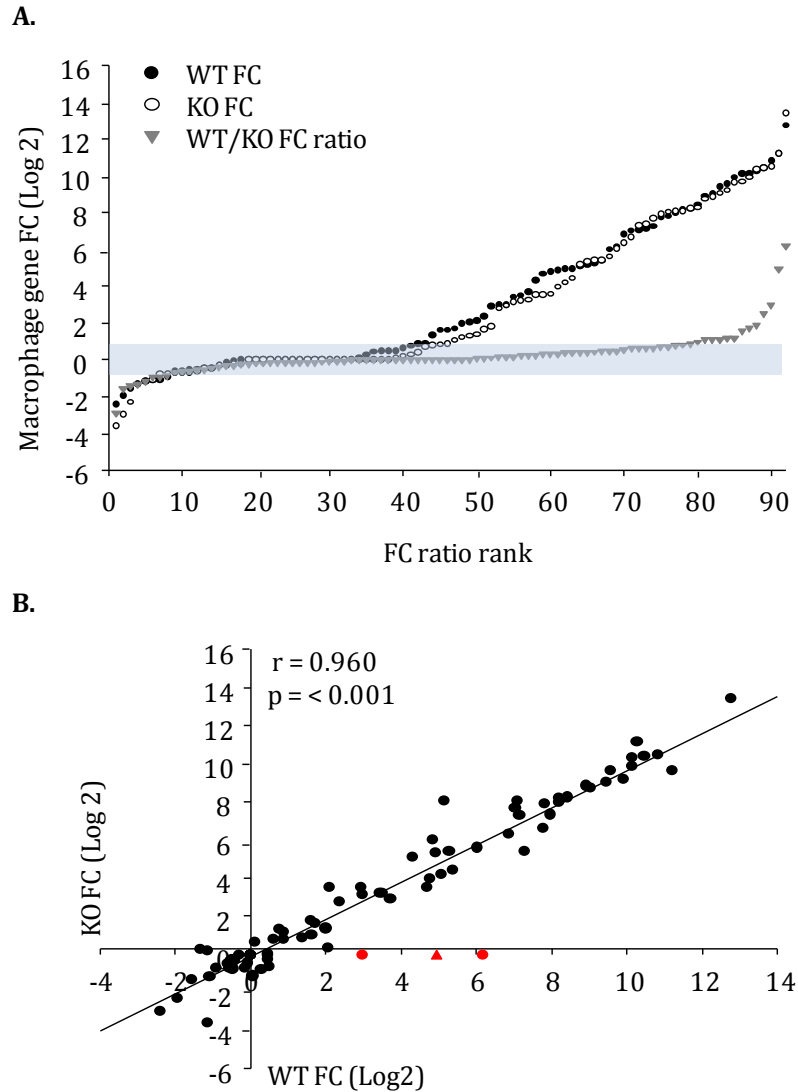 A.
16
14
12
10
8
6
4
2
0
-2
-4
-6
Macrophage gene FC (Log 2)
WT FC
KO FC
WT/KO FC ratio
0 10 20 30 40 50 60 70 80 90
FC ratio rank
B.
16
14
12
10
8
6
4
2
0
-2
-4
-6
KO FC (Log 2)
r = 0.960
p = < 0.001
-4 -2 0 2 4 6 8 10 12 14
WT FC (Log2)